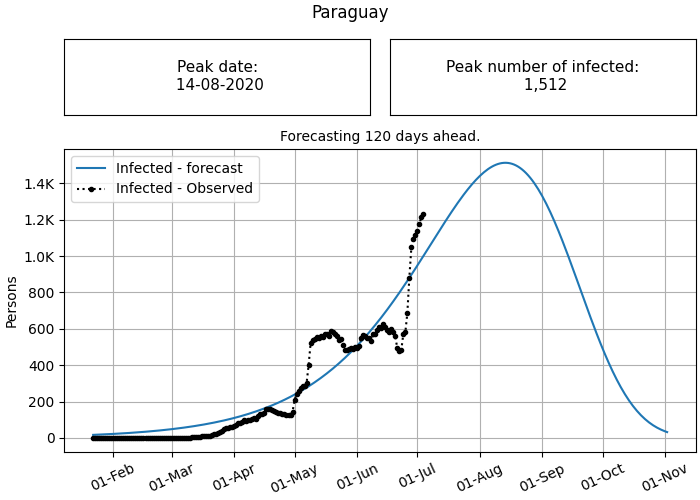 Paraguay
Peak date:
14-08-2020
Peak number of infected:
1,512
Forecasting 120 days ahead.
Infected - forecast
Infected - Observed
1.4K
1.2K
1.0K
800
600
400
200
0
Persons
01-Feb
01-Mar
01-Apr
01-May
01-Jun
01-Jul
01-Aug
01-Sep
01-Oct
01-Nov